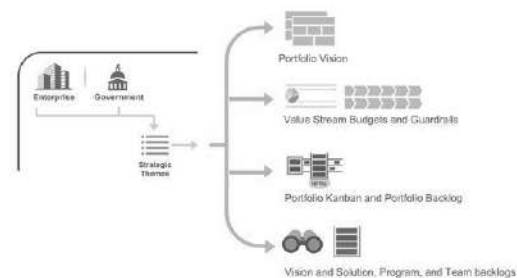 Portfolio Vision
Enterprise
Government
Value Stream Budgets and Guardrails
Strategic
Themes
Portfolio Kanban and Portfolio Backlog
Vision and Solution, Program, and Team backlogs